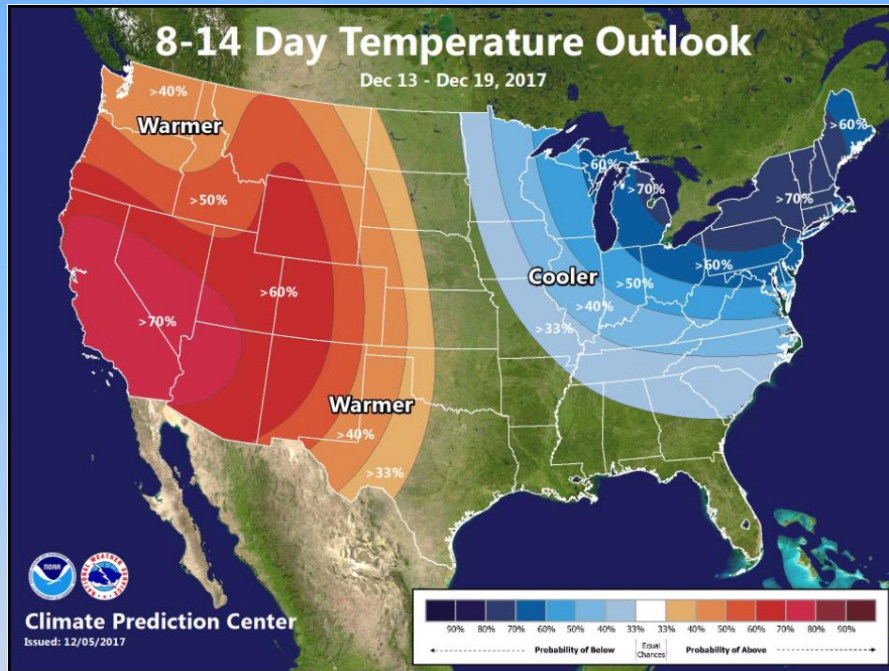 8-14 Day Temperature Outlook
Dec 13 - Dec 19, 2017
>40%
Warmer
>50%
>60%
>70%
Warmer
>40%
>33%
>60%
>70%
>60%
>70%
Cooler
>60%
>50%
>40%
>33%
NOAA
Climate Prediction Center
Issued: 12/05/2017
90% 80% 70% 60% 50% 40% 33% 33% 40% 50% 60% 70% 80% 90%
Probability of Below Equal Chances Probability of Above